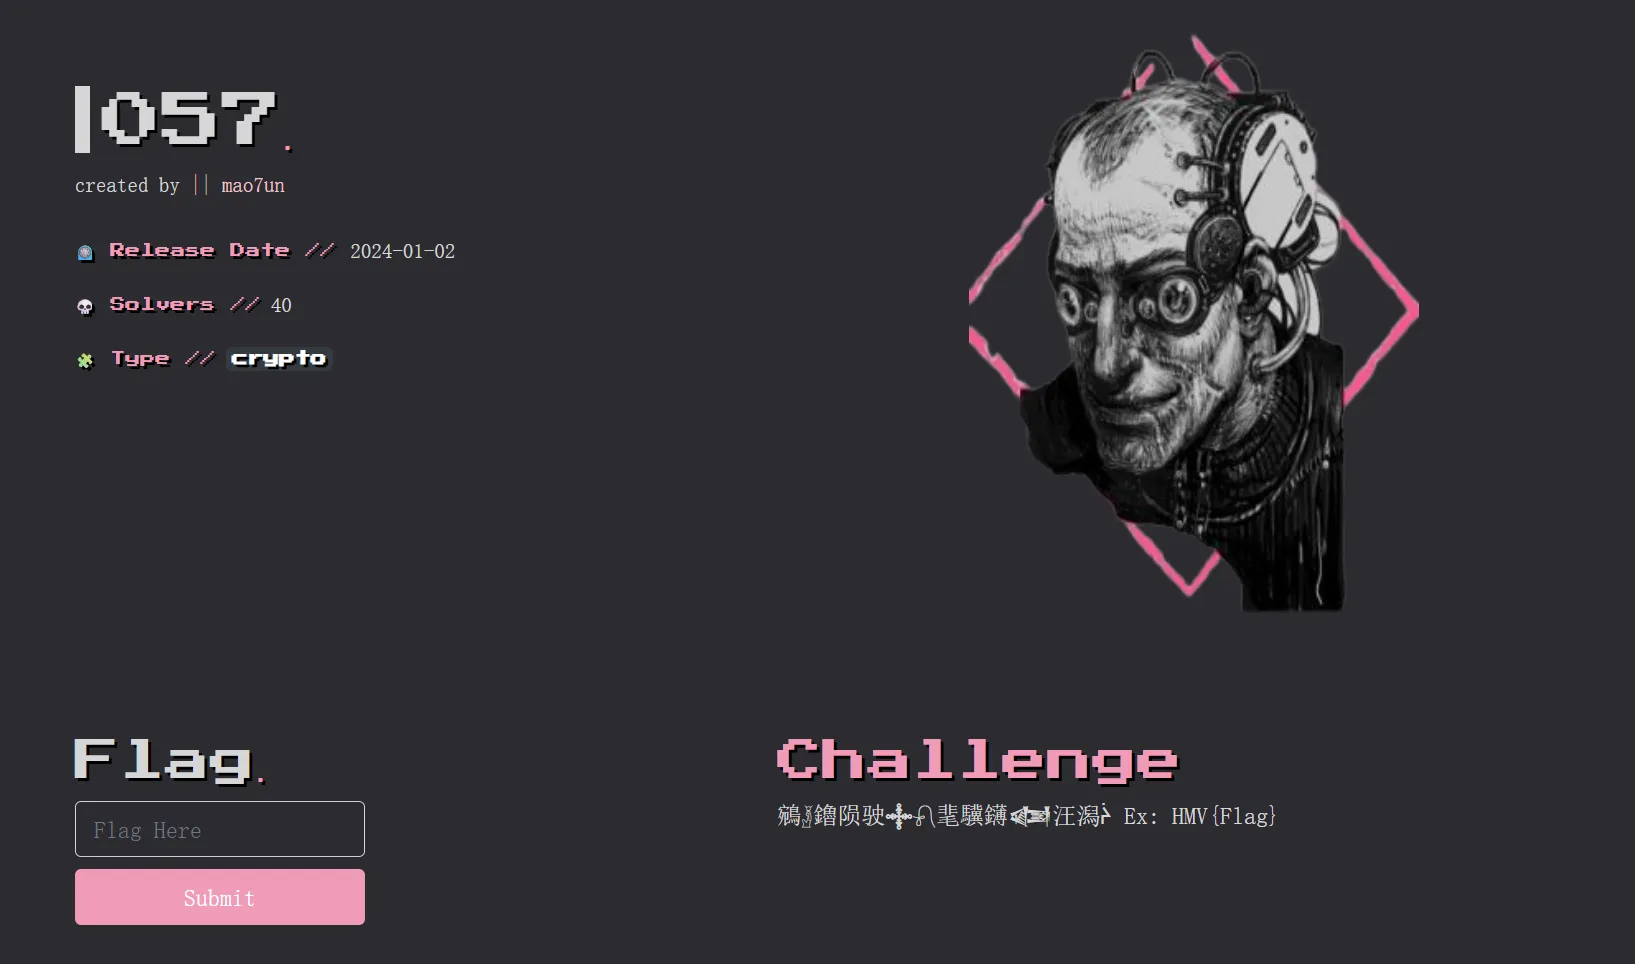 057.
created by || mao7un
Release Date // 2024-01-02
Solvers // 40
Type // crypto
Flag.
Flag Here
Submit
Challenge
Ex: HMV{Flag}